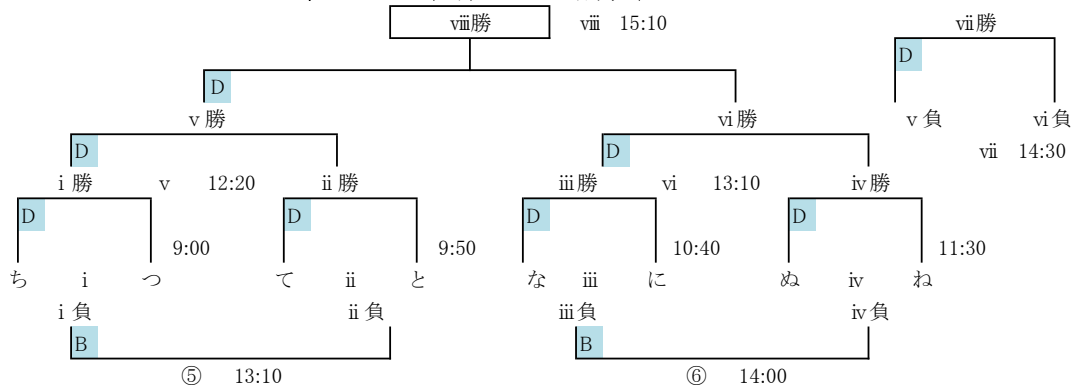 ⅷ勝 ⅷ 15:10 ⅶ勝
D D
ⅴ勝 ⅵ勝 ⅴ負 ⅵ負
D D ⅶ 14:30
ⅰ勝 ⅴ 12:20 ⅱ勝 ⅲ勝 ⅵ 13:10 ⅳ勝
D D D D
9:00 9:50 10:40 11:30
ち ⅰ つ て ⅱ と な ⅲ に ぬ ⅳ ね
ⅰ負 ⅱ負 ⅲ負 ⅳ負
B B
⑤ 13:10 ⑥ 14:00